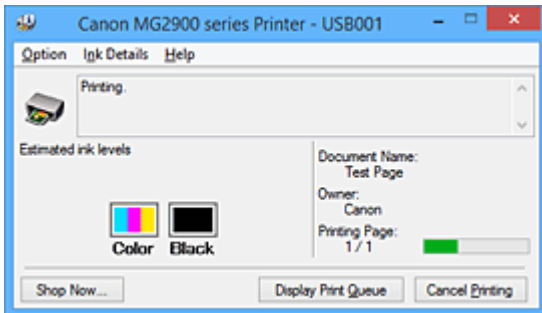 Canon MG2900 series Printer - USB001
Option Ink Details Help
Printing.
Estimated ink levels
Document Name:
Test Page
Owner:
Canon
Printing Page:
1 / 1
Color Black
Shop Now... Display Print Queue Cancel Printing